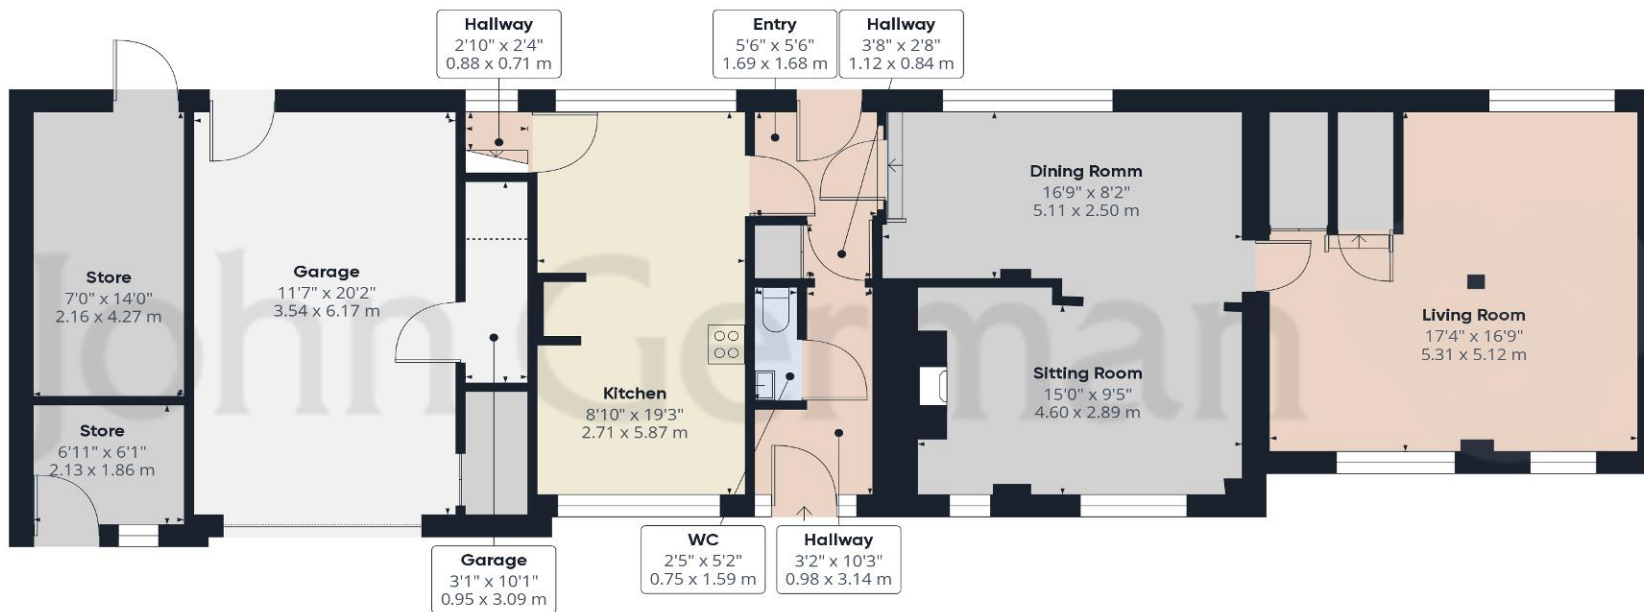 Hallway
2'10" x 2'4"
0.88 x 0.71 m
Entry
5'6" x 5'6"
1.69 x 1.68 m
Hallway
3'8" x 2'8"
1.12 x 0.84 m
Dining Romm
16'9" x 8'2"
5.11 x 2.50 m
Store
7'0" x 14'0"
2.16 x 4.27 m
Garage
11'7" x 20'2"
3.54 x 6.17 m
Living Room
17'4" x 16'9"
5.31 x 5.12 m
John German
Kitchen
8'10" x 19'3"
2.71 x 5.87 m
Sitting Room
15'0" x 9'5"
4.60 x 2.89 m
Store
6'11" x 6'1"
2.13 x 1.86 m
Garage
3'1" x 10'1"
0.95 x 3.09 m
WC
2'5" x 5'2"
0.75 x 1.59 m
Hallway
3'2" x 10'3"
0.98 x 3.14 m